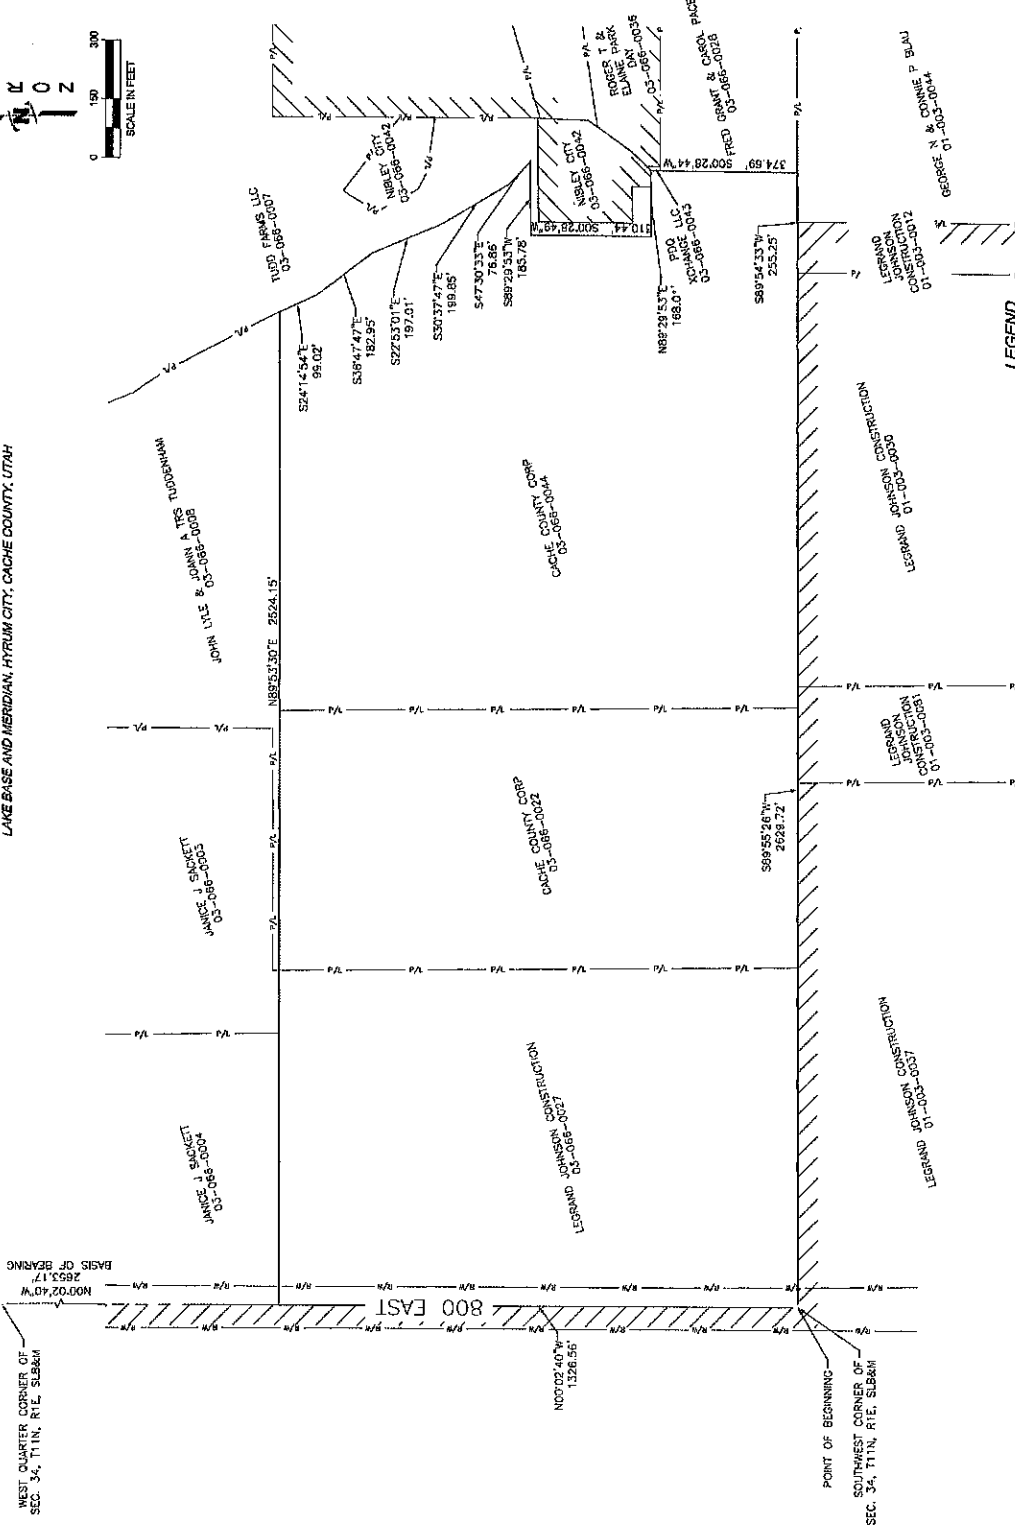 LAKE BASE AND MERIDIAN, HYRUM CITY, CACHE COUNTY, UTAH
N
0 150 300
SCALE IN FEET
WEST QUARTER CORNER OF
SEC. 34, T11N, R1E, SLB&M
N00°02'40"W
2653.17'
BASIS OF BEARING
JANICE J SACKETT
03-066-0004
JANICE J SACKETT
03-066-0003
JOHN LYLE & JOANN A TRS TUDDENHAM
03-066-0008
TUDD FARMS LLC
03-066-0007
NIBLEY CITY
03-066-0042
ROGER T &
ELAINE PARK
DAY
03-066-0036
FRED GRANT & CAROL PACE
03-066-0028
N89°53'30"E 2524.15'
S24°14'54"E
99.02'
S38°47'47"E
182.95'
S22°53'01"E
197.01'
S30°37'47"E
199.85'
S47°30'33"E
76.86'
S89°29'53"W
185.78'
NIBLEY CITY
03-066-0042
S00°28'49"W
310.44'
N89°29'53"E
168.0
PDQ
XCHANGE LLC
03-066-0043
S00°28'44"W
374.69'
S89°54'33"W
255.25'
800 EAST
N00°02'40"W
1326.56'
LEGRAND JOHNSON CONSTRUCTION
03-066-0027
CACHE COUNTY CORP
03-066-0022
CACHE COUNTY CORP
03-066-0044
S89°55'26"W
2629.72'
POINT OF BEGINNING
SOUTHWEST CORNER OF
SEC. 34, T11N, R1E, SLB&M
LEGRAND JOHNSON CONSTRUCTION
01-003-0037
LEGRAND
JOHNSON
CONSTRUCTION
01-003-0031
LEGRAND JOHNSON CONSTRUCTION
01-003-0030
LEGRAND
JOHNSON
CONSTRUCTION
01-003-0012
GEORGE N & CONNIE P BLAU
01-003-0044
LEGEND
P/L
R/W